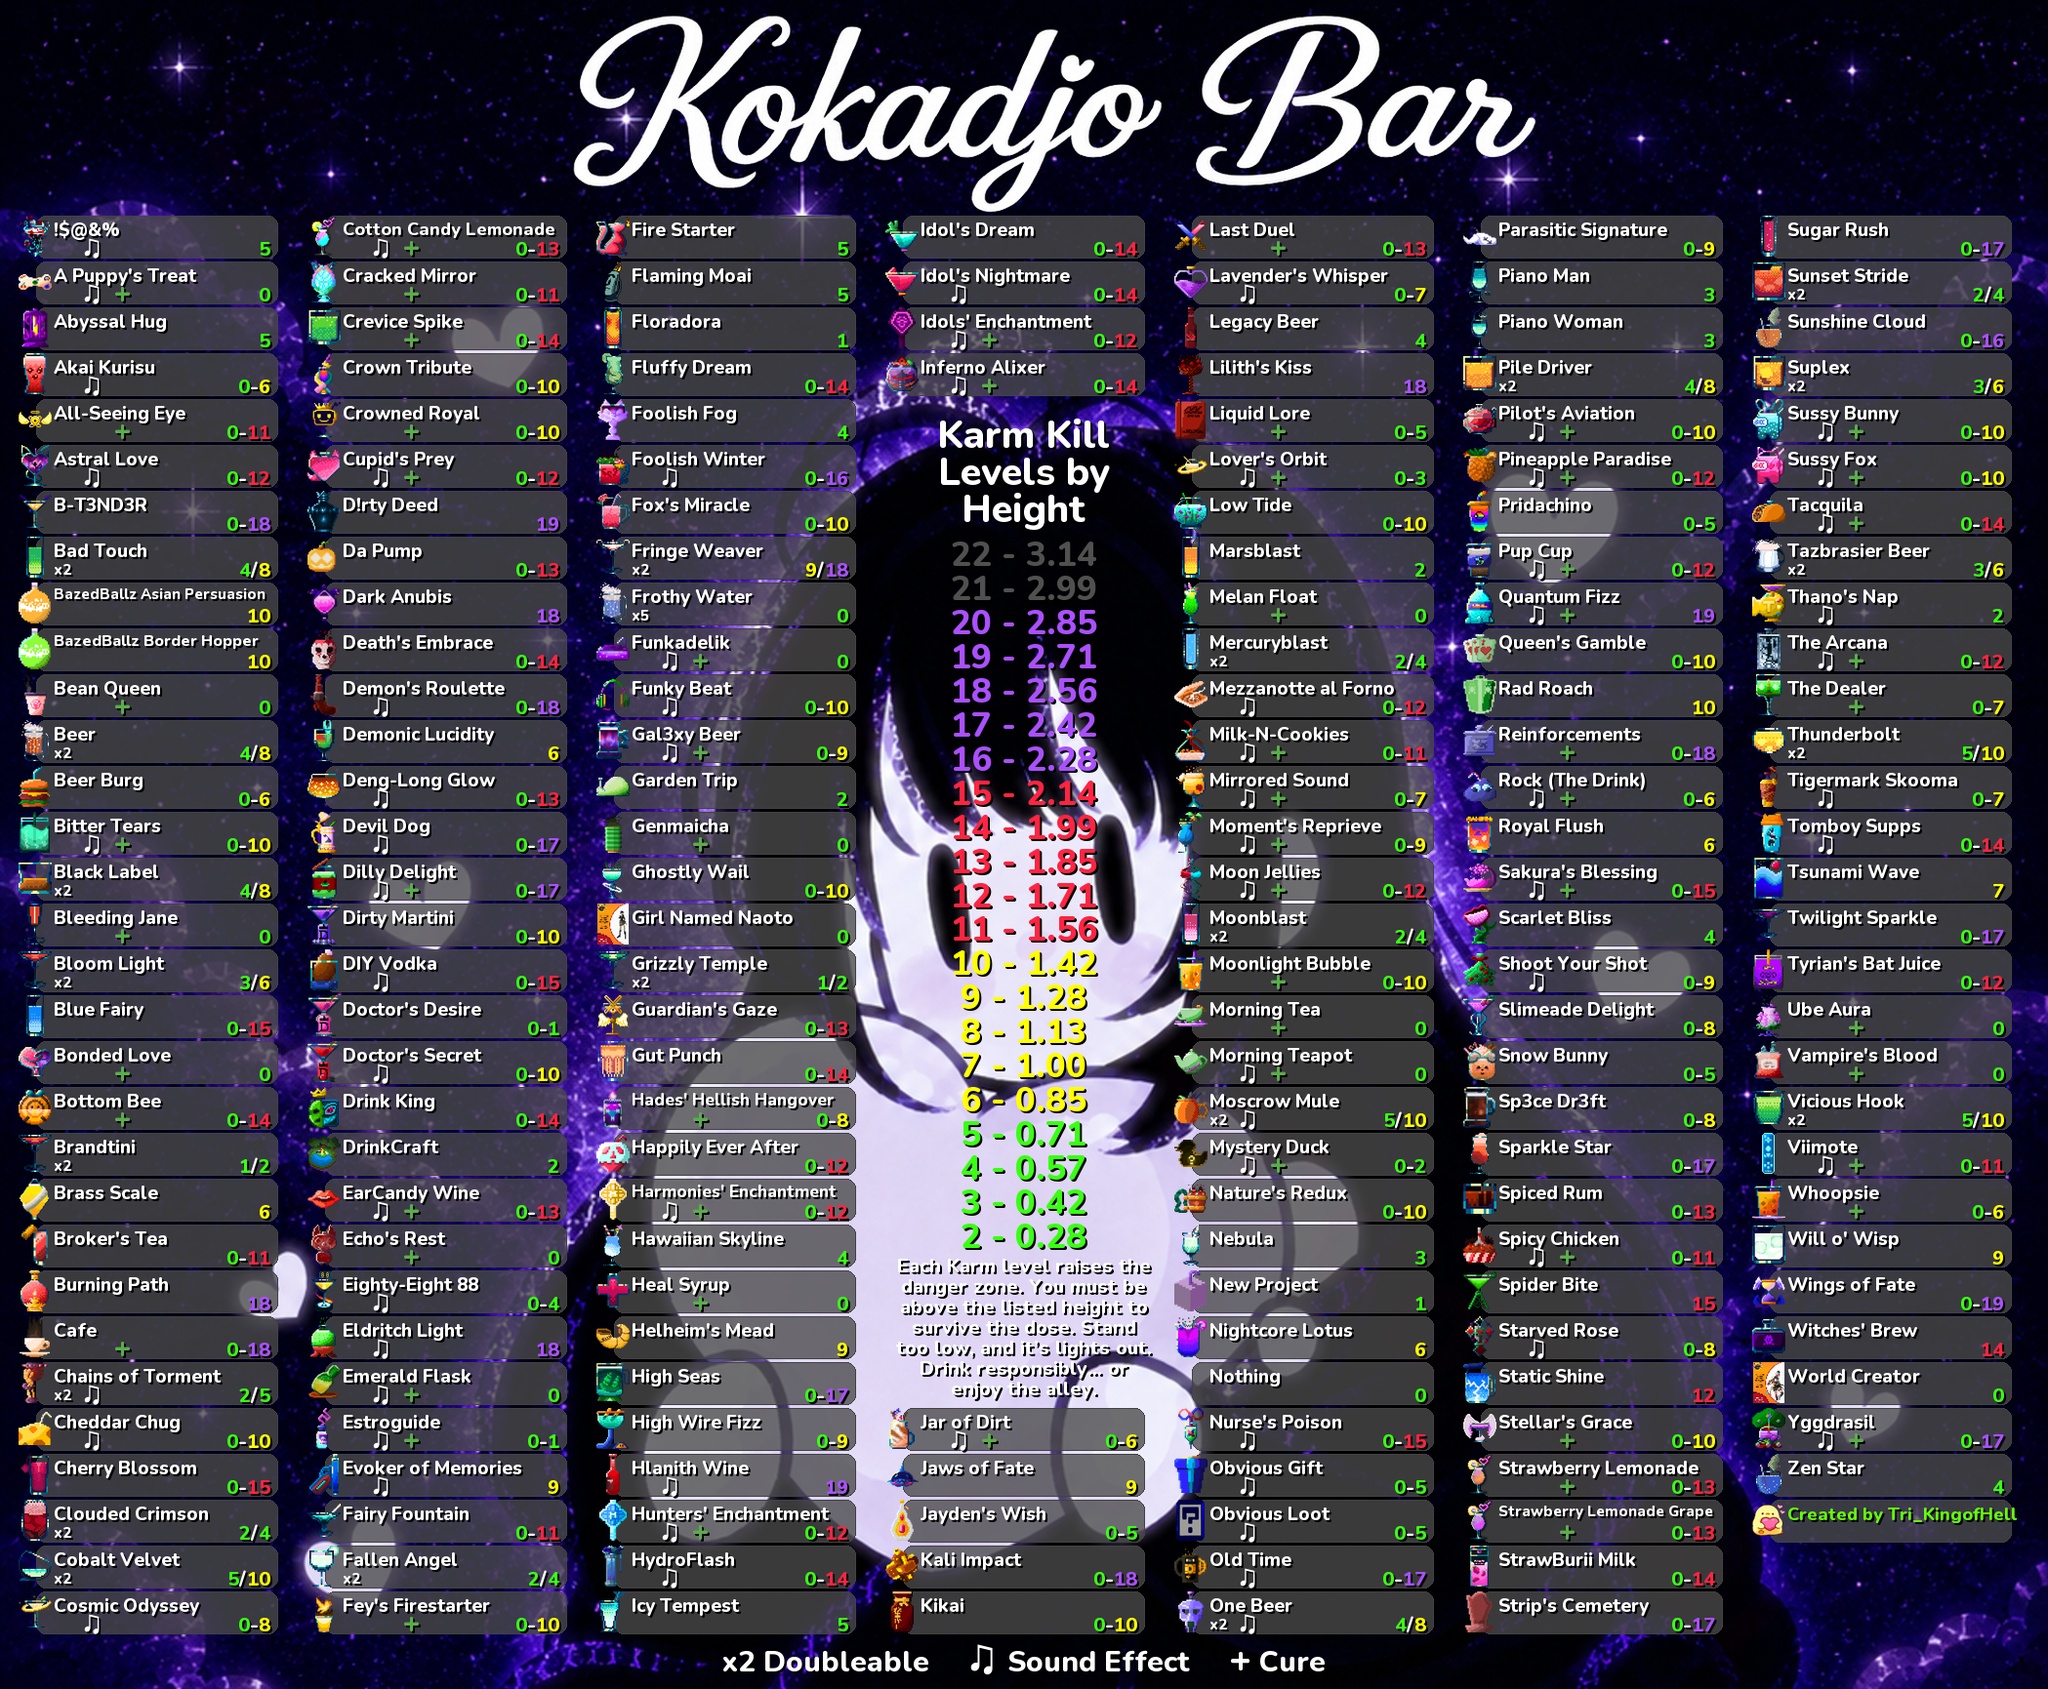 Kokadjo Bar
!$@&%
♫ 5
A Puppy's Treat
♫ + 0
Abyssal Hug
5
Akai Kurisu
♫ 0-6
All-Seeing Eye
+ 0-11
Astral Love
♫ 0-12
B-T3ND3R
0-18
Bad Touch
x2 4/8
BazedBallz Asian Persuasion
10
BazedBallz Border Hopper
10
Bean Queen
+ 0
Beer
x2 4/8
Beer Burg
0-6
Bitter Tears
♫ + 0-10
Black Label
x2 4/8
Bleeding Jane
+ 0
Bloom Light
x2 3/6
Blue Fairy
0-15
Bonded Love
+ 0
Bottom Bee
+ 0-14
Brandtini
x2 1/2
Brass Scale
6
Broker's Tea
0-11
Burning Path
18
Cafe
+ 0-18
Chains of Torment
x2 ♫ 2/5
Cheddar Chug
♫ 0-10
Cherry Blossom
0-15
Clouded Crimson
x2 2/4
Cobalt Velvet
x2 5/10
Cosmic Odyssey
♫ 0-8
Cotton Candy Lemonade
♫ + 0-13
Cracked Mirror
+ 0-11
Crevice Spike
+ 0-14
Crown Tribute
0-10
Crowned Royal
+ 0-10
Cupid's Prey
♫ + 0-12
D!rty Deed
19
Da Pump
0-13
Dark Anubis
18
Death's Embrace
0-14
Demon's Roulette
♫ 0-18
Demonic Lucidity
6
Deng-Long Glow
♫ 0-13
Devil Dog
♫ 0-17
Dilly Delight
♫ + 0-17
Dirty Martini
0-10
DIY Vodka
♫ 0-15
Doctor's Desire
0-1
Doctor's Secret
♫ 0-10
Drink King
0-14
DrinkCraft
2
EarCandy Wine
♫ + 0-13
Echo's Rest
+ 0
Eighty-Eight 88
♫ 0-4
Eldritch Light
♫ 18
Emerald Flask
♫ + 0
Estroguide
♫ + 0-1
Evoker of Memories
♫ 9
Fairy Fountain
0-11
Fallen Angel
x2 2/4
Fey's Firestarter
+ 0-10
Fire Starter
5
Flaming Moai
5
Floradora
1
Fluffy Dream
0-14
Foolish Fog
4
Foolish Winter
♫ 0-16
Fox's Miracle
0-10
Fringe Weaver
x2 9/18
Frothy Water
x5 0
Funkadelik
♫ + 0
Funky Beat
♫ 0-10
Gal3xy Beer
♫ + 0-9
Garden Trip
2
Genmaicha
+ 0
Ghostly Wail
0-10
Girl Named Naoto
0
Grizzly Temple
x2 1/2
Guardian's Gaze
0-13
Gut Punch
0-14
Hades' Hellish Hangover
+ 0-8
Happily Ever After
0-12
Harmonies' Enchantment
♫ + 0-12
Hawaiian Skyline
4
Heal Syrup
+ 0
Helheim's Mead
9
High Seas
0-17
High Wire Fizz
0-9
Hlanith Wine
♫ 19
Hunters' Enchantment
♫ + 0-12
HydroFlash
♫ 0-14
Icy Tempest
5
Idol's Dream
0-14
Idol's Nightmare
♫ 0-14
Idols' Enchantment
♫ + 0-12
Inferno Alixer
♫ + 0-14
Karm Kill
Levels by
Height
22 - 3.14
21 - 2.99
20 - 2.85
19 - 2.71
18 - 2.56
17 - 2.42
16 - 2.28
15 - 2.14
14 - 1.99
13 - 1.85
12 - 1.71
11 - 1.56
10 - 1.42
9 - 1.28
8 - 1.13
7 - 1.00
6 - 0.85
5 - 0.71
4 - 0.57
3 - 0.42
2 - 0.28
Each Karm level raises the
danger zone. You must be
above the listed height to
survive the dose. Stand
too low, and it's lights out.
Drink responsibly... or
enjoy the alley.
Jar of Dirt
♫ + 0-6
Jaws of Fate
9
Jayden's Wish
0-5
Kali Impact
0-18
Kikai
0-10
Last Duel
+ 0-13
Lavender's Whisper
♫ 0-7
Legacy Beer
4
Lilith's Kiss
18
Liquid Lore
+ 0-5
Lover's Orbit
♫ + 0-3
Low Tide
0-10
Marsblast
2
Melan Float
+ 0
Mercuryblast
x2 2/4
Mezzanotte al Forno
♫ 0-12
Milk-N-Cookies
♫ + 0-11
Mirrored Sound
♫ + 0-7
Moment's Reprieve
♫ + 0-9
Moon Jellies
♫ + 0-12
Moonblast
x2 2/4
Moonlight Bubble
+ 0-10
Morning Tea
+ 0
Morning Teapot
♫ + 0
Moscrow Mule
x2 ♫ 5/10
Mystery Duck
♫ + 0-2
Nature's Redux
0-10
Nebula
3
New Project
1
Nightcore Lotus
6
Nothing
0
Nurse's Poison
♫ 0-15
Obvious Gift
♫ 0-5
Obvious Loot
♫ 0-5
Old Time
♫ 0-17
One Beer
x2 ♫ 4/8
Parasitic Signature
0-9
Piano Man
3
Piano Woman
3
Pile Driver
x2 4/8
Pilot's Aviation
♫ + 0-10
Pineapple Paradise
♫ + 0-12
Pridachino
0-5
Pup Cup
♫ + 0-12
Quantum Fizz
♫ + 19
Queen's Gamble
0-10
Rad Roach
10
Reinforcements
+ 0-18
Rock (The Drink)
♫ + 0-6
Royal Flush
6
Sakura's Blessing
♫ + 0-15
Scarlet Bliss
4
Shoot Your Shot
♫ 0-9
Slimeade Delight
0-8
Snow Bunny
0-5
Sp3ce Dr3ft
0-8
Sparkle Star
0-17
Spiced Rum
0-13
Spicy Chicken
♫ + 0-11
Spider Bite
15
Starved Rose
♫ 0-8
Static Shine
12
Stellar's Grace
+ 0-10
Strawberry Lemonade
+ 0-13
Strawberry Lemonade Grape
+ 0-13
StrawBurii Milk
0-14
Strip's Cemetery
0-17
Sugar Rush
0-17
Sunset Stride
x2 2/4
Sunshine Cloud
0-16
Suplex
x2 3/6
Sussy Bunny
♫ + 0-10
Sussy Fox
♫ + 0-10
Tacquila
♫ + 0-14
Tazbrasier Beer
x2 3/6
Thano's Nap
♫ 2
The Arcana
♫ + 0-12
The Dealer
+ 0-7
Thunderbolt
x2 5/10
Tigermark Skooma
♫ 0-7
Tomboy Supps
♫ 0-14
Tsunami Wave
7
Twilight Sparkle
0-17
Tyrian's Bat Juice
0-12
Ube Aura
+ 0
Vampire's Blood
+ 0
Vicious Hook
x2 5/10
Viimote
♫ + 0-11
Whoopsie
+ 0-6
Will o' Wisp
9
Wings of Fate
0-19
Witches' Brew
14
World Creator
0
Yggdrasil
♫ + 0-17
Zen Star
4
Created by Tri_KingofHell
x2 Doubleable ♫ Sound Effect + Cure